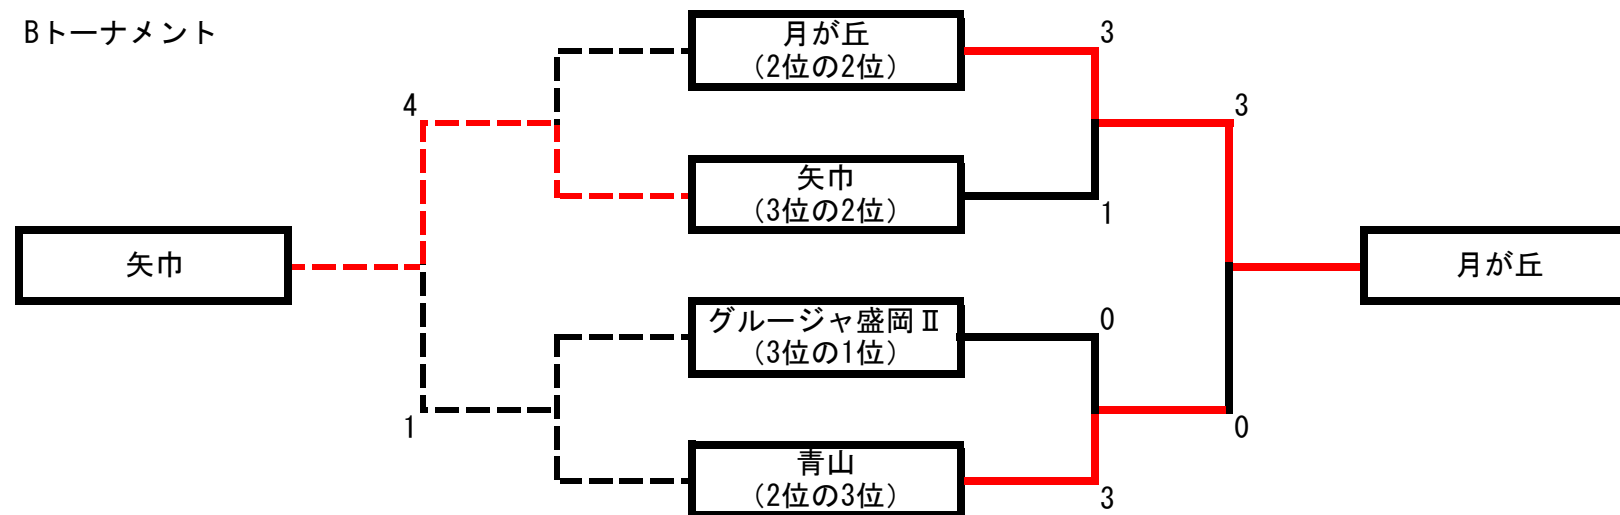 Bトーナメント
月が丘
(2位の2位)
3
4
3
矢巾
(3位の2位)
1
矢巾
月が丘
グルージャ盛岡Ⅱ
(3位の1位)
0
1
0
青山
(2位の3位)
3